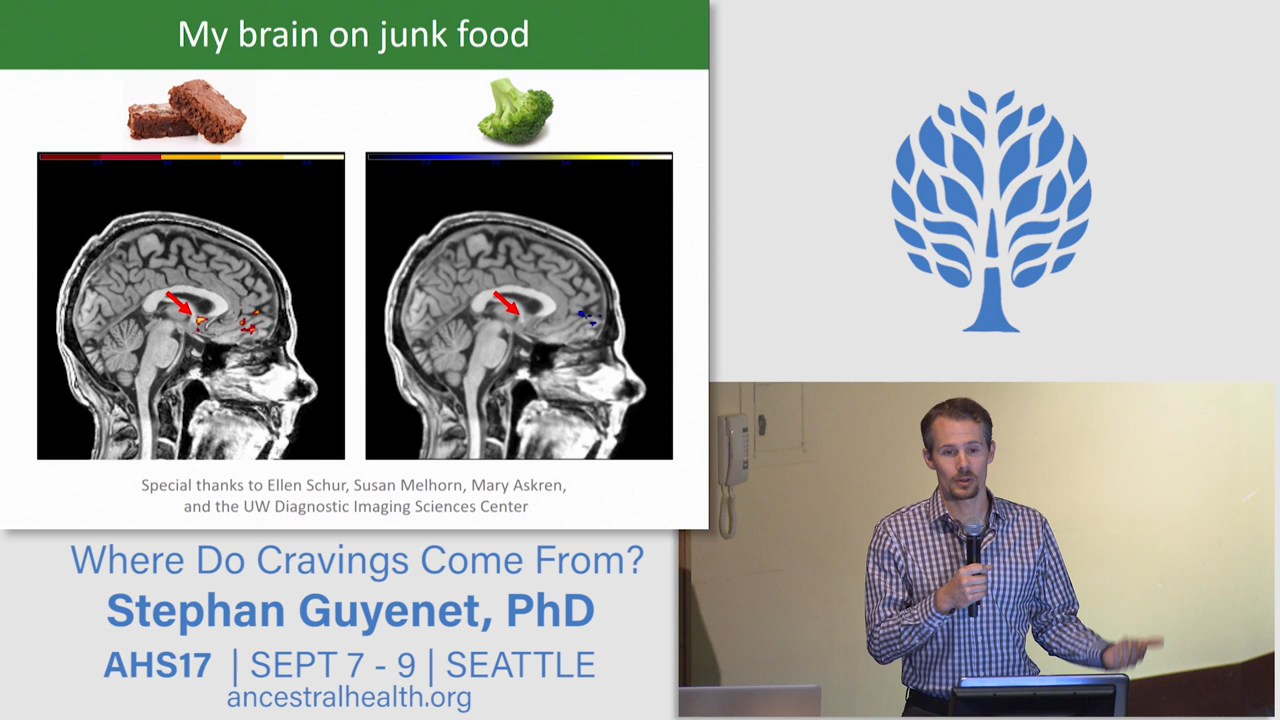 My brain on junk food
Special thanks to Ellen Schur, Susan Melhorn, Mary Askren,
and the UW Diagnostic Imaging Sciences Center
Where Do Cravings Come From?
Stephan Guyenet, PhD
AHS17 | SEPT 7 - 9 | SEATTLE
ancestralhealth.org